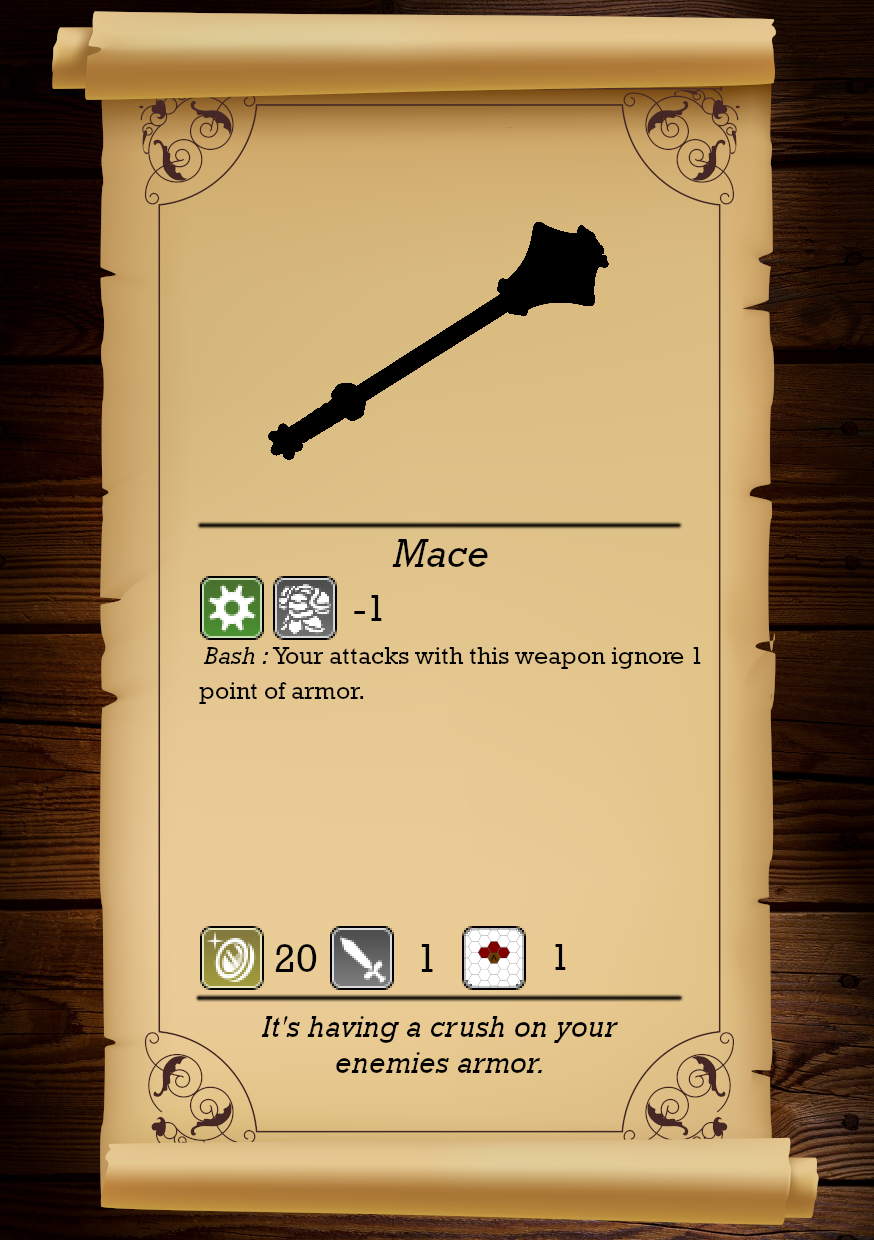 Mace
-1
Bash : Your attacks with this weapon ignore 1
point of armor.
20 1 1
It's having a crush on your
enemies armor.